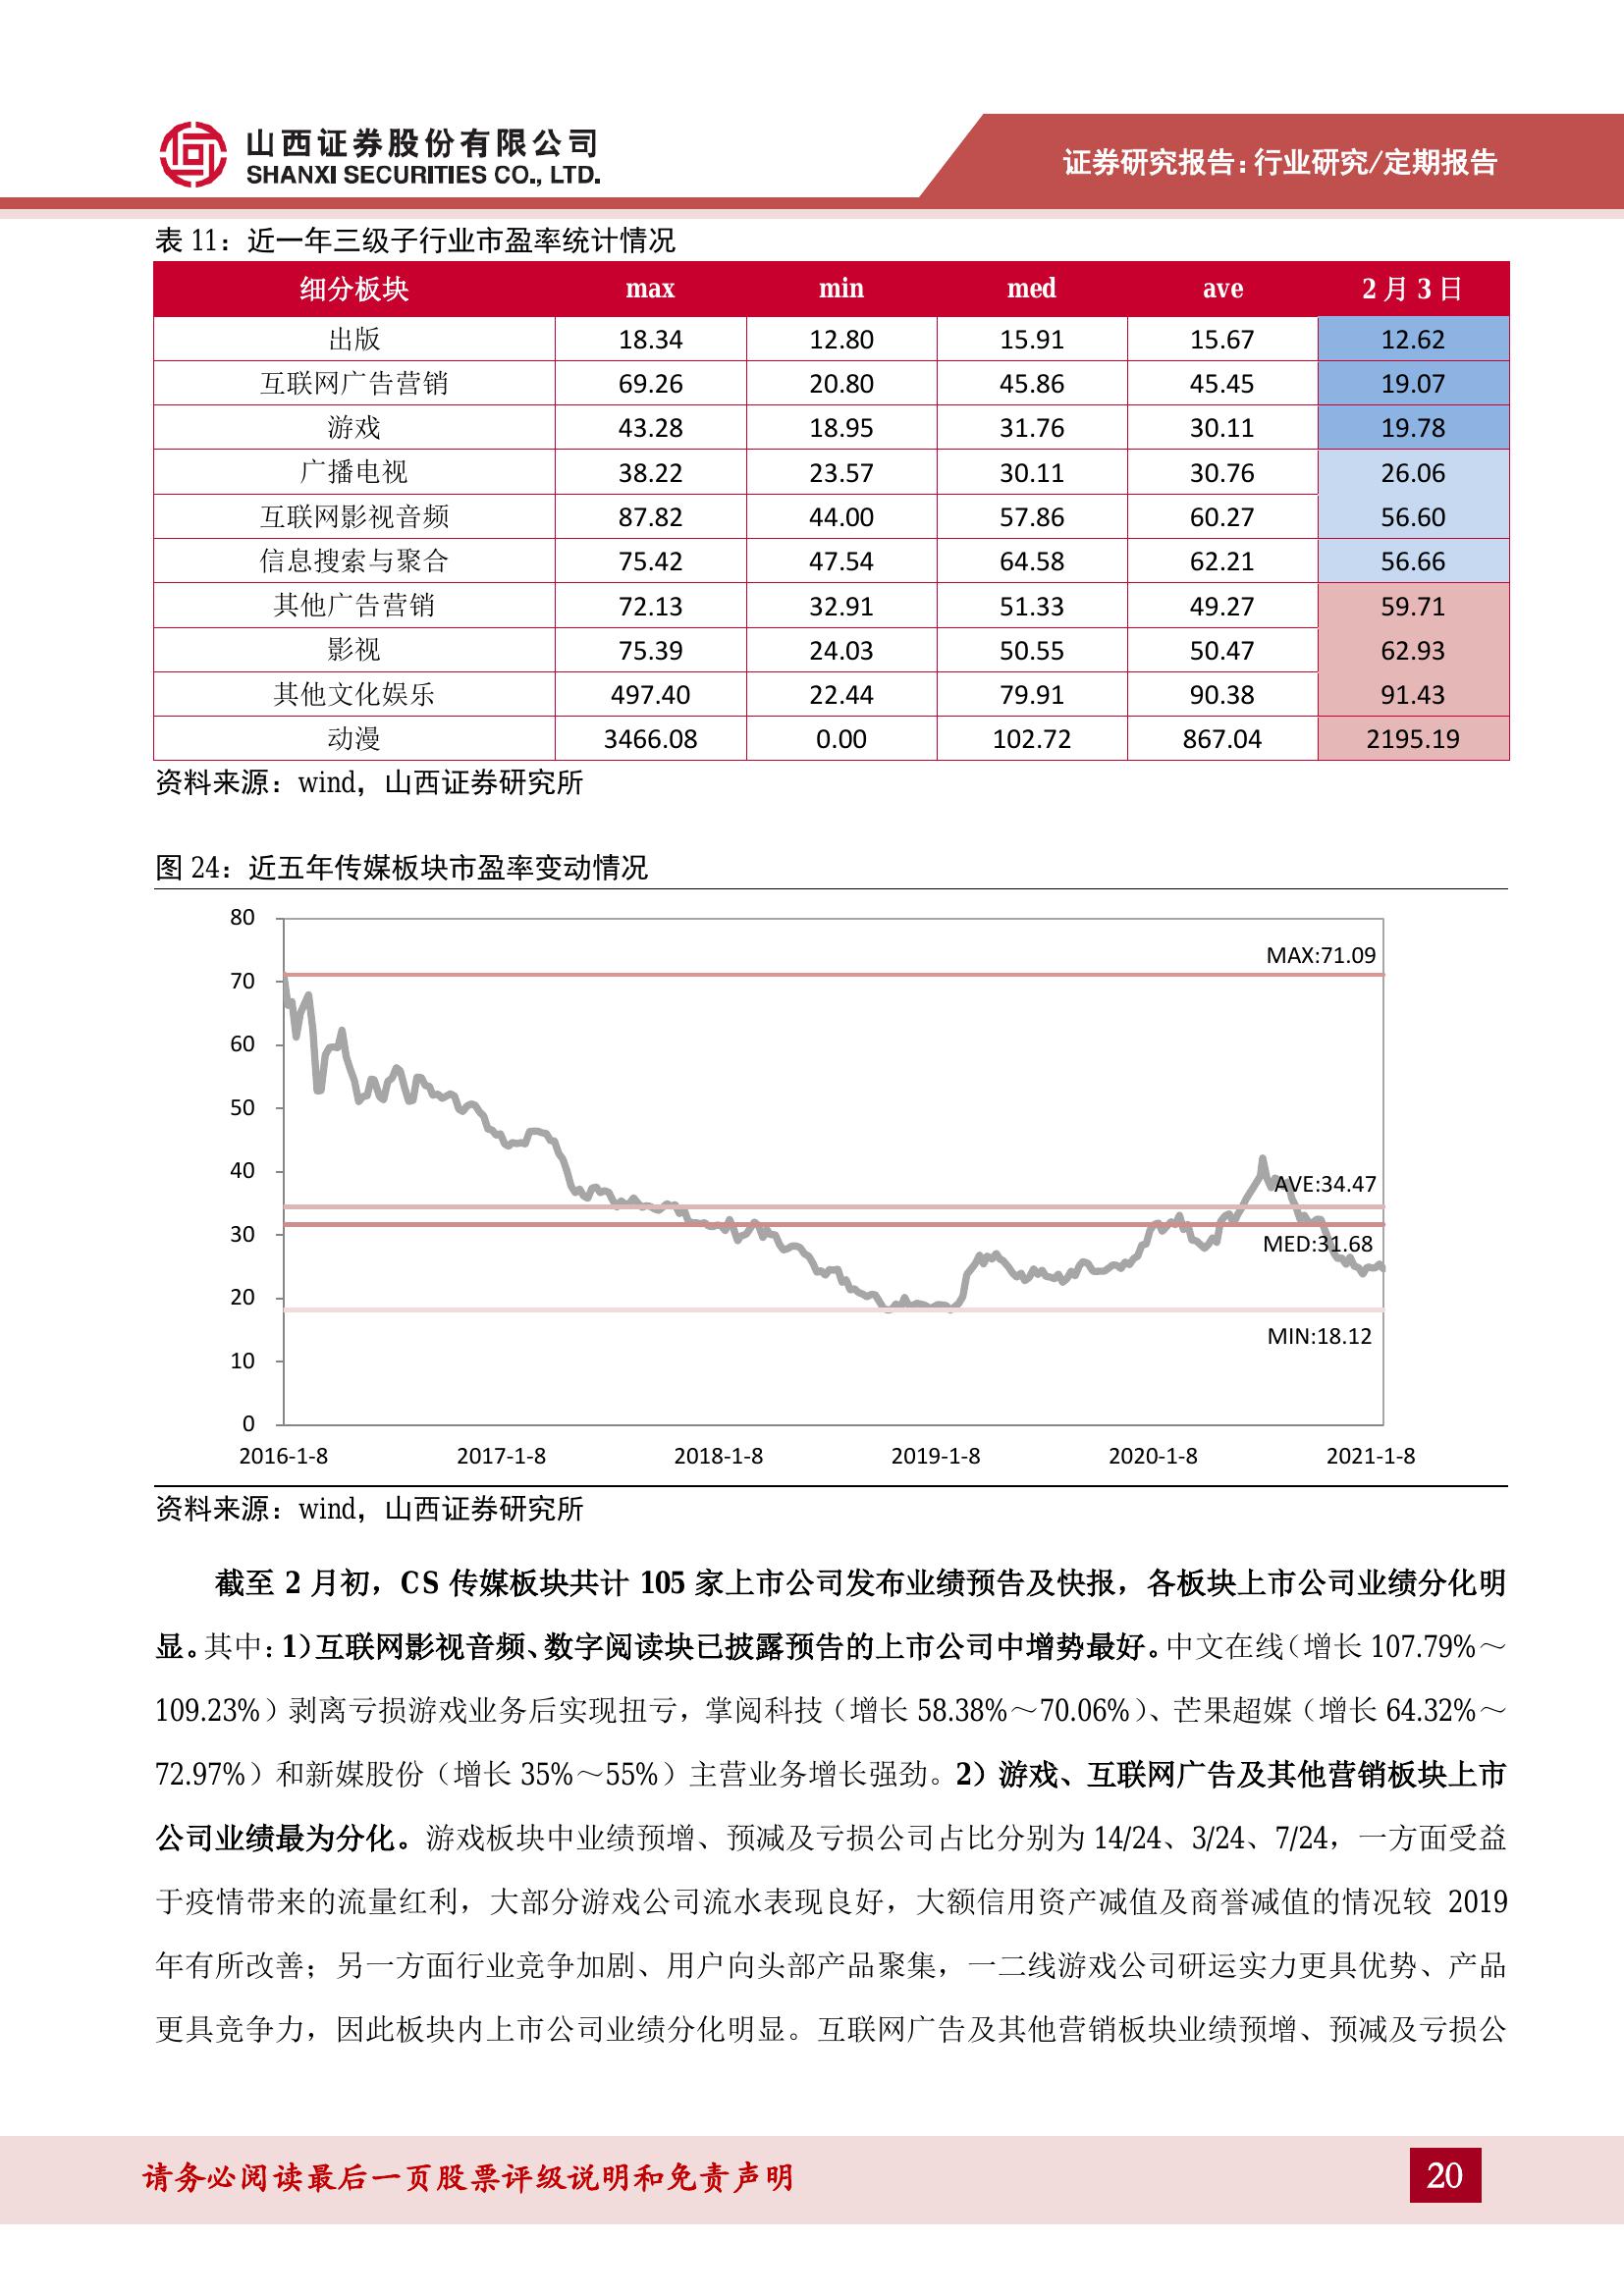 山西证券股份有限公司
SHANXI SECURITIES CO., LTD.
证券研究报告:行业研究/定期报告
表 11：近一年三级子行业市盈率统计情况
细分板块 max min med ave 2 月 3 日
出版 18.34 12.80 15.91 15.67 12.62
互联网广告营销 69.26 20.80 45.86 45.45 19.07
游戏 43.28 18.95 31.76 30.11 19.78
广播电视 38.22 23.57 30.11 30.76 26.06
互联网影视音频 87.82 44.00 57.86 60.27 56.60
信息搜索与聚合 75.42 47.54 64.58 62.21 56.66
其他广告营销 72.13 32.91 51.33 49.27 59.71
影视 75.39 24.03 50.55 50.47 62.93
其他文化娱乐 497.40 22.44 79.91 90.38 91.43
动漫 3466.08 0.00 102.72 867.04 2195.19
资料来源：wind，山西证券研究所
图 24：近五年传媒板块市盈率变动情况
80
MAX:71.09
70
60
50
40
AVE:34.47
30
MED:31.68
20
MIN:18.12
10
0
2016-1-8 2017-1-8 2018-1-8 2019-1-8 2020-1-8 2021-1-8
资料来源：wind，山西证券研究所
截至 2 月初，CS 传媒板块共计 105 家上市公司发布业绩预告及快报，各板块上市公司业绩分化明
显。其中：1）互联网影视音频、数字阅读块已披露预告的上市公司中增势最好。中文在线（增长 107.79%～
109.23%）剥离亏损游戏业务后实现扭亏，掌阅科技（增长 58.38%～70.06%）、芒果超媒（增长 64.32%～
72.97%）和新媒股份（增长 35%～55%）主营业务增长强劲。2）游戏、互联网广告及其他营销板块上市
公司业绩最为分化。游戏板块中业绩预增、预减及亏损公司占比分别为 14/24、3/24、7/24，一方面受益
于疫情带来的流量红利，大部分游戏公司流水表现良好，大额信用资产减值及商誉减值的情况较 2019
年有所改善；另一方面行业竞争加剧、用户向头部产品聚集，一二线游戏公司研运实力更具优势、产品
更具竞争力，因此板块内上市公司业绩分化明显。互联网广告及其他营销板块业绩预增、预减及亏损公
请务必阅读最后一页股票评级说明和免责声明
20